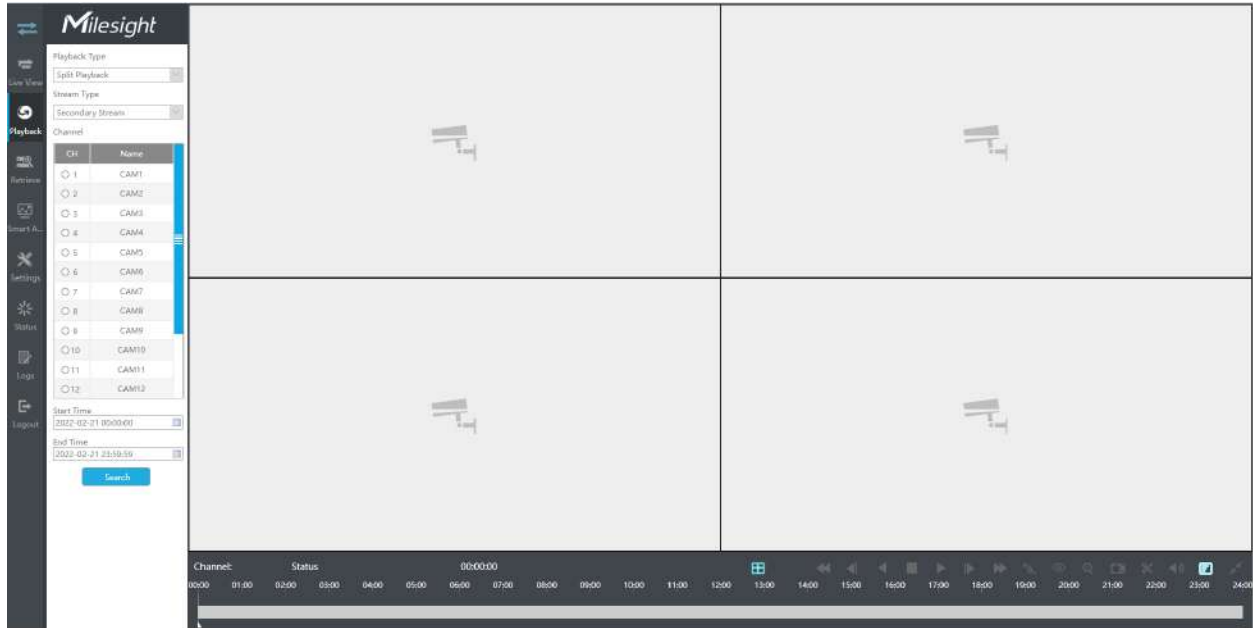 Milesight
Live View
Playback
Retrieve
Smart A...
Settings
Status
Logs
Logout
Playback Type
Split Playback
Stream Type
Secondary Stream
Channel
CH Name
1 CAM1
2 CAM2
3 CAM3
4 CAM4
5 CAM5
6 CAM6
7 CAM7
8 CAM8
9 CAM9
10 CAM10
11 CAM11
12 CAM12
Start Time
2022-02-21 00:00:00
End Time
2022-02-21 23:59:59
Search
Channel: Status 00:00:00
00:00 01:00 02:00 03:00 04:00 05:00 06:00 07:00 08:00 09:00 10:00 11:00 12:00 13:00 14:00 15:00 16:00 17:00 18:00 19:00 20:00 21:00 22:00 23:00 24:00